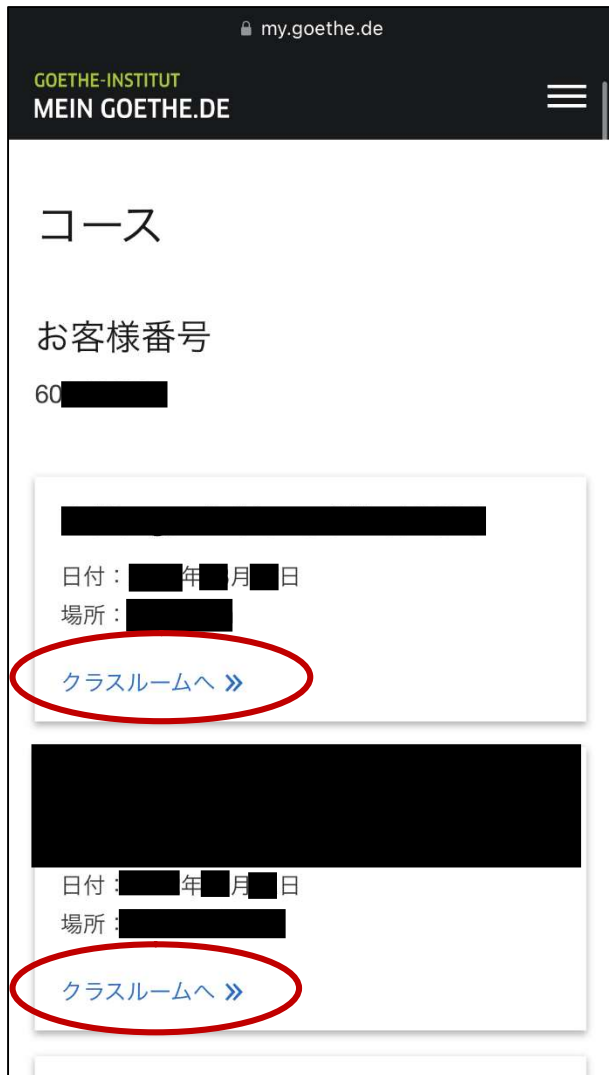 my.goethe.de
GOETHE-INSTITUT
MEIN GOETHE.DE
コース
お客様番号
60
日付： 年 月 日
場所：
クラスルームへ »
日付： 年 月 日
場所：
クラスルームへ »